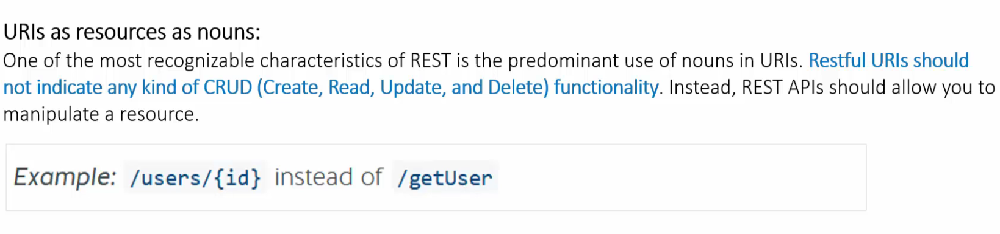 URIs as resources as nouns:
One of the most recognizable characteristics of REST is the predominant use of nouns in URIs. Restful URIs should
not indicate any kind of CRUD (Create, Read, Update, and Delete) functionality. Instead, REST APIs should allow you to
manipulate a resource.
Example: /users/{id} instead of /getUser